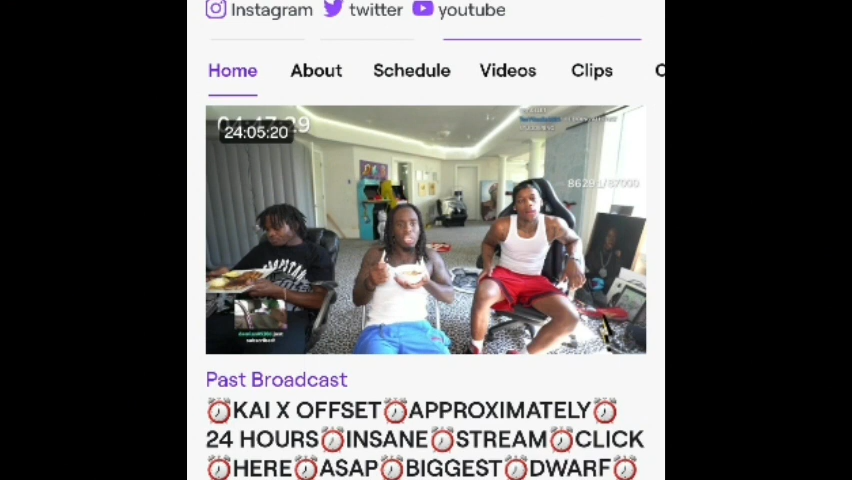 Instagram twitter youtube
Home About Schedule Videos Clips
24:05:20
Past Broadcast
⏰KAI X OFFSET⏰APPROXIMATELY⏰
24 HOURS⏰INSANE⏰STREAM⏰CLICK
⏰HERE⏰ASAP⏰BIGGEST⏰DWARF⏰